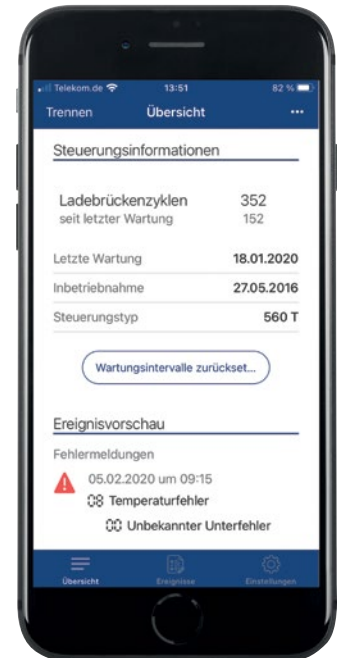 Telekom.de 13:51 82 %
Trennen Übersicht ...
Steuerungsinformationen
Ladebrückenzyklen 352
seit letzter Wartung 152
Letzte Wartung 18.01.2020
Inbetriebnahme 27.05.2016
Steuerungstyp 560 T
Wartungsintervalle zurückset...
Ereignisvorschau
Fehlermeldungen
05.02.2020 um 09:15
08 Temperaturfehler
00 Unbekannter Unterfehler
Übersicht Ereignisse Einstellungen